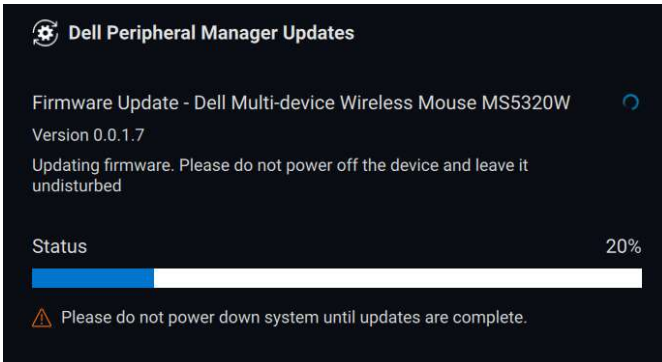 Dell Peripheral Manager Updates
Firmware Update - Dell Multi-device Wireless Mouse MS5320W
Version 0.0.1.7
Updating firmware. Please do not power off the device and leave it
undisturbed
Status 20%
Please do not power down system until updates are complete.